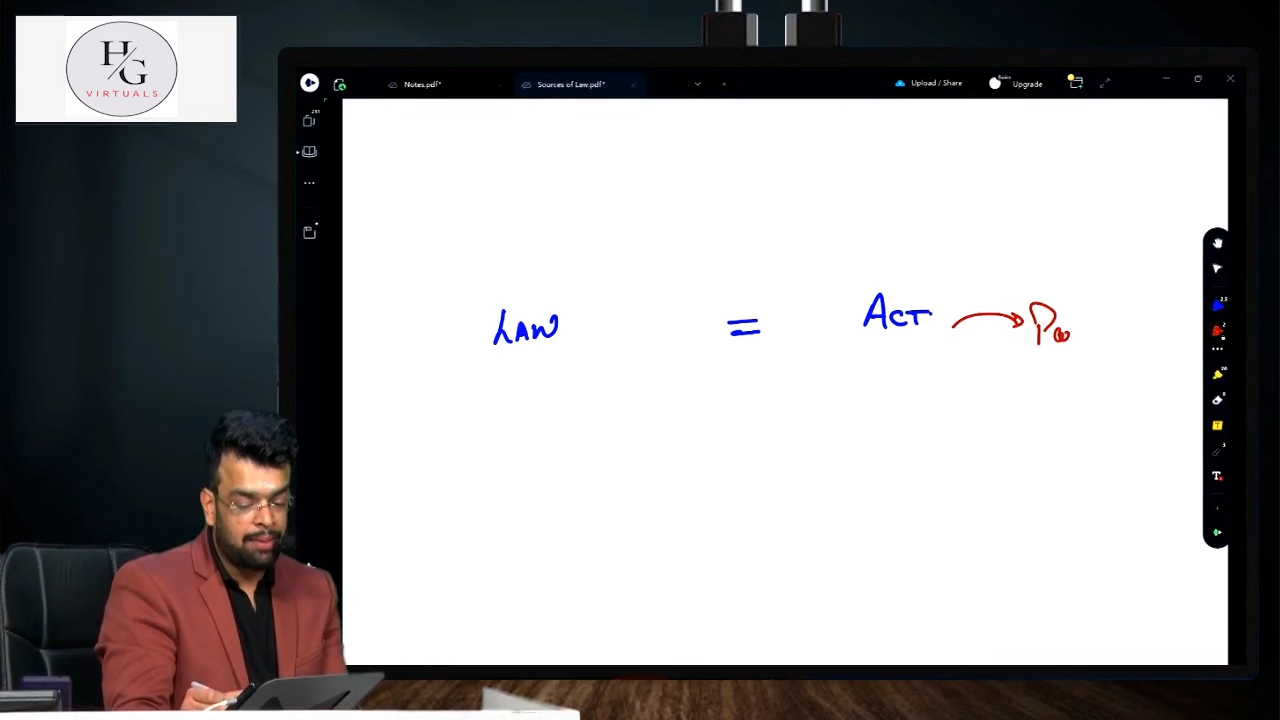 H/G
VIRTUALS
Notes.pdf*
Sources of Law.pdf*
Upload / Share
Upgrade
LAW = ACT